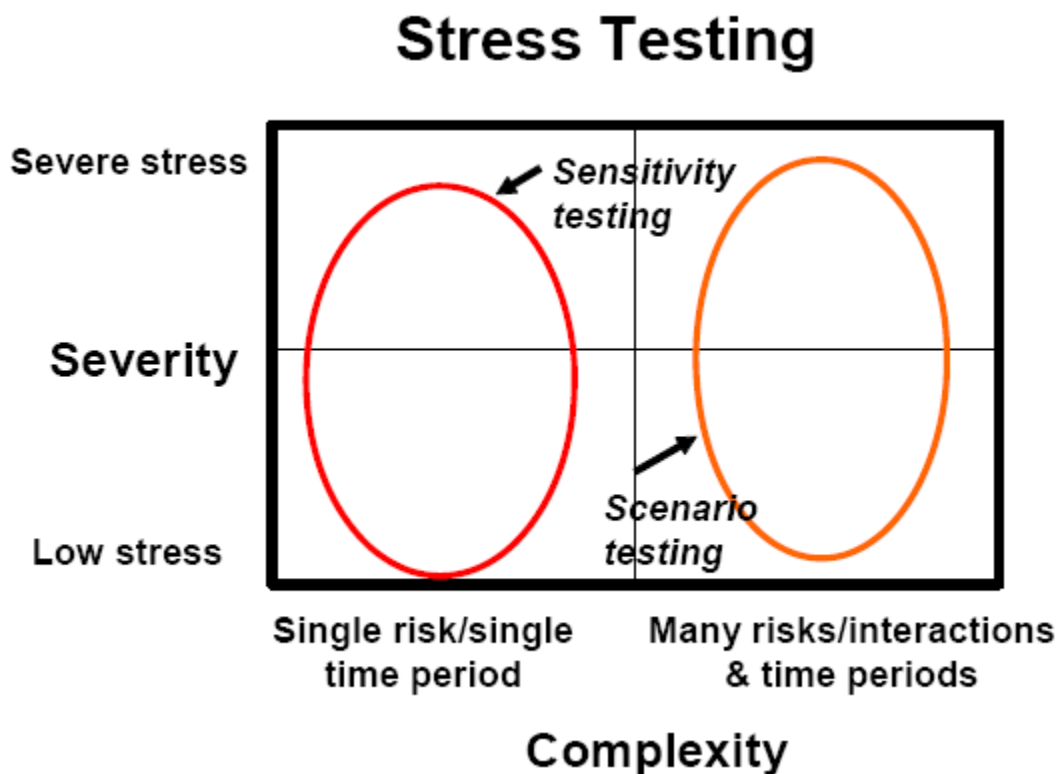 Stress Testing
Severe stress
Sensitivity
testing
Severity
Scenario
testing
Low stress
Single risk/single
time period
Many risks/interactions
& time periods
Complexity